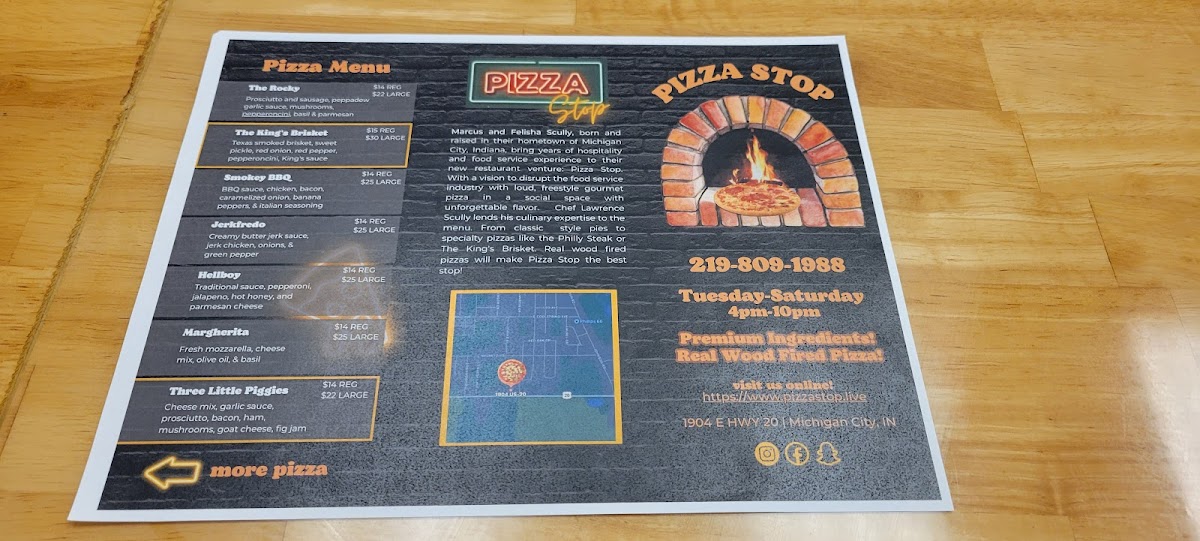 Pizza Menu
The Rocky
$14 REG
$22 LARGE
Prosciutto and sausage, peppadew
garlic sauce, mushrooms,
pepperoncini, basil & parmesan
The King's Brisket
$15 REG
$30 LARGE
Texas smoked brisket, sweet
pickle, red onion, red pepper,
pepperoncini, King's sauce
Smokey BBQ
$14 REG
$25 LARGE
BBQ sauce, chicken, bacon,
caramelized onion, banana
peppers, & italian seasoning
Jerkfredo
$14 REG
$25 LARGE
Creamy butter jerk sauce,
jerk chicken, onions, &
green pepper
Hellboy
$14 REG
$25 LARGE
Traditional sauce, pepperoni,
jalapeno, hot honey, and
parmesan cheese
Margherita
$14 REG
$25 LARGE
Fresh mozzarella, cheese
mix, olive oil, & basil
Three Little Piggies
$14 REG
$22 LARGE
Cheese mix, garlic sauce,
prosciutto, bacon, ham,
mushrooms, goat cheese, fig jam
more pizza
PIZZA
Stop
Marcus and Felisha Scully, born and
raised in their hometown of Michigan
City, Indiana, bring years of hospitality
and food service experience to their
new restaurant venture: Pizza Stop.
With a vision to disrupt the food service
industry with loud, freestyle gourmet
pizza in a social space with
unforgettable flavor. Chef Lawrence
Scully lends his culinary expertise to the
menu. From classic style pies to
specialty pizzas like the Philly Steak or
The King's Brisket. Real wood fired
pizzas will make Pizza Stop the best
stop!
1904 US-20
20
PIZZA STOP
219-809-1988
Tuesday-Saturday
4pm-10pm
Premium Ingredients!
Real Wood Fired Pizza!
visit us online!
https://www.pizzastop.live
1904 E HWY 20 | Michigan City, IN